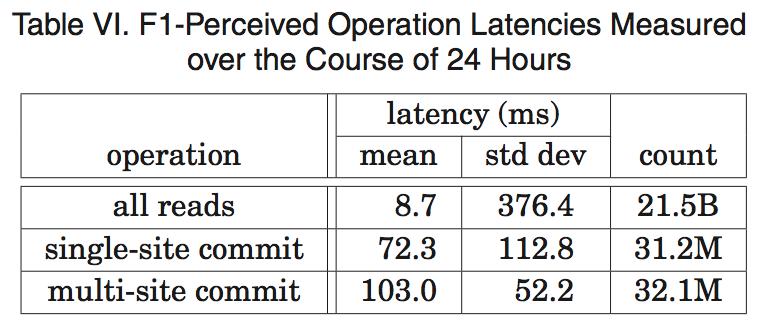 Table VI. F1-Perceived Operation Latencies Measured
over the Course of 24 Hours
latency (ms)
operation mean std dev count
all reads 8.7 376.4 21.5B
single-site commit 72.3 112.8 31.2M
multi-site commit 103.0 52.2 32.1M